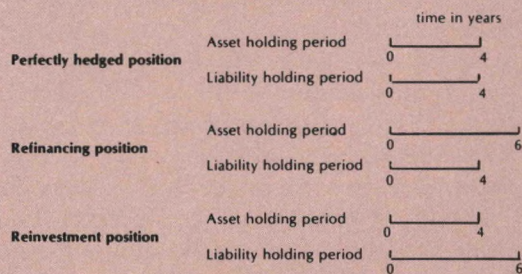 time in years
Asset holding period
0 4
Perfectly hedged position
Liability holding period
0 4
Asset holding period
0 6
Refinancing position
Liability holding period
0 4
Asset holding period
0 4
Reinvestment position
Liability holding period
0 6